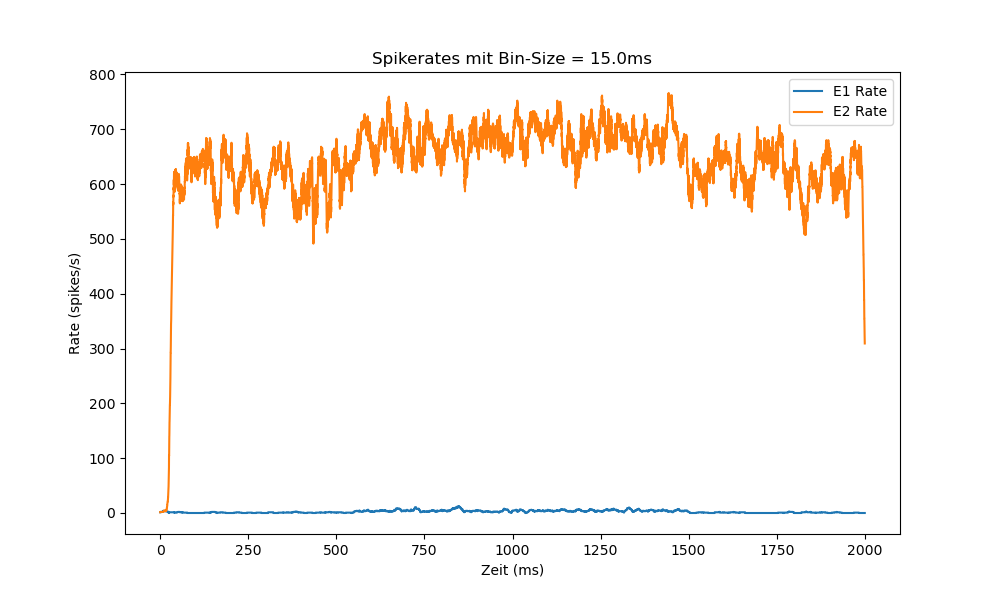 Spikerates mit Bin-Size = 15.0ms
E1 Rate
E2 Rate
Rate (spikes/s)
800
700
600
500
400
300
200
100
0
0 250 500 750 1000 1250 1500 1750 2000
Zeit (ms)